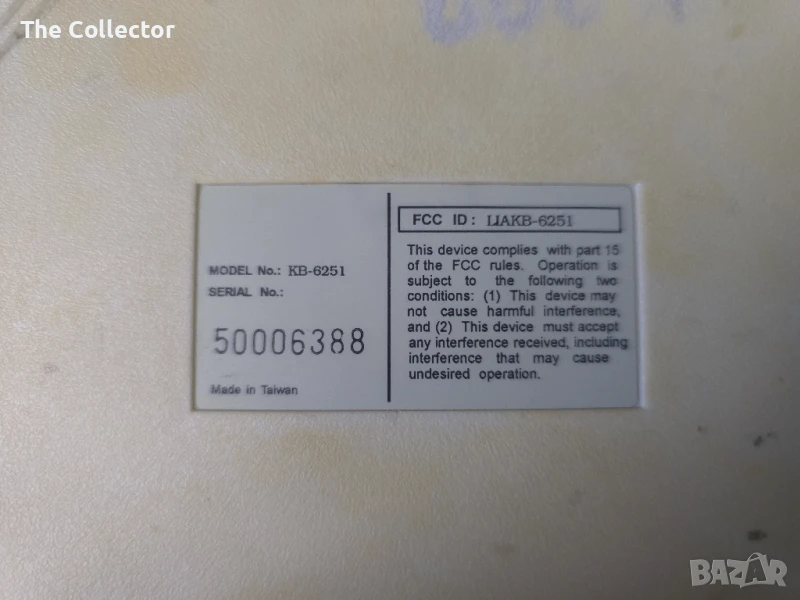 The Collector
MODEL No.: KB-6251
SERIAL No.:
50006388
Made in Taiwan
FCC ID: IJAKB-6251
This device complies with part 15
of the FCC rules. Operation is
subject to the following two
conditions: (1) This device may
not cause harmful interference,
and (2) This device must accept
any interference received, including
interference that may cause
undesired operation.
BAZAR